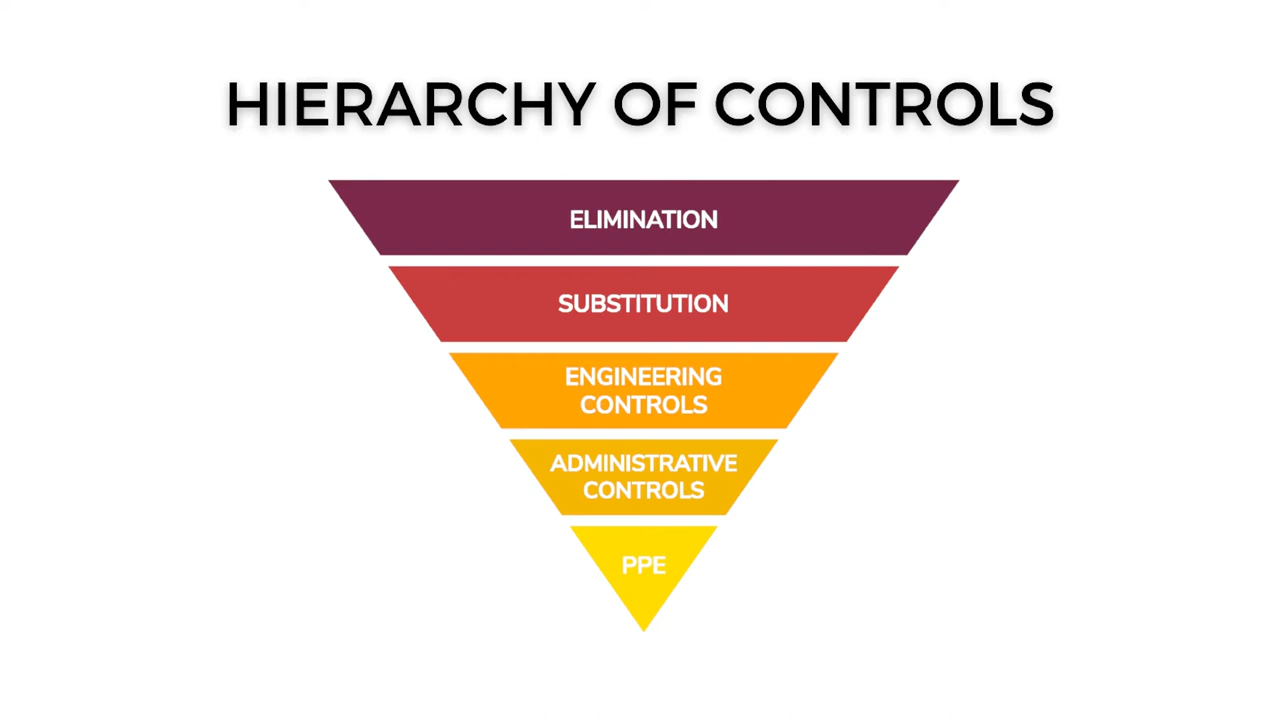 HIERARCHY OF CONTROLS
ELIMINATION
SUBSTITUTION
ENGINEERING
CONTROLS
ADMINISTRATIVE
CONTROLS
PPE